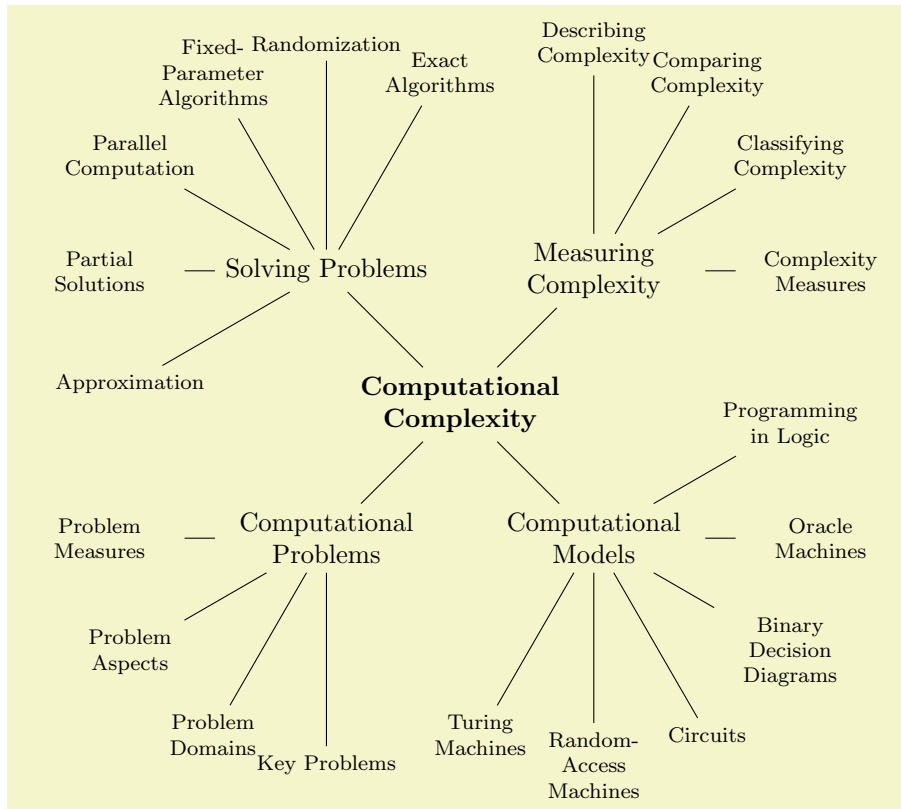 Computational
Complexity
Solving Problems
Approximation
Partial
Solutions
Parallel
Computation
Fixed-
Parameter
Algorithms
Randomization
Exact
Algorithms
Measuring
Complexity
Describing
Complexity
Comparing
Complexity
Classifying
Complexity
Complexity
Measures
Computational
Problems
Problem
Measures
Problem
Aspects
Problem
Domains
Key Problems
Computational
Models
Turing
Machines
Random-
Access
Machines
Circuits
Binary
Decision
Diagrams
Oracle
Machines
Programming
in Logic